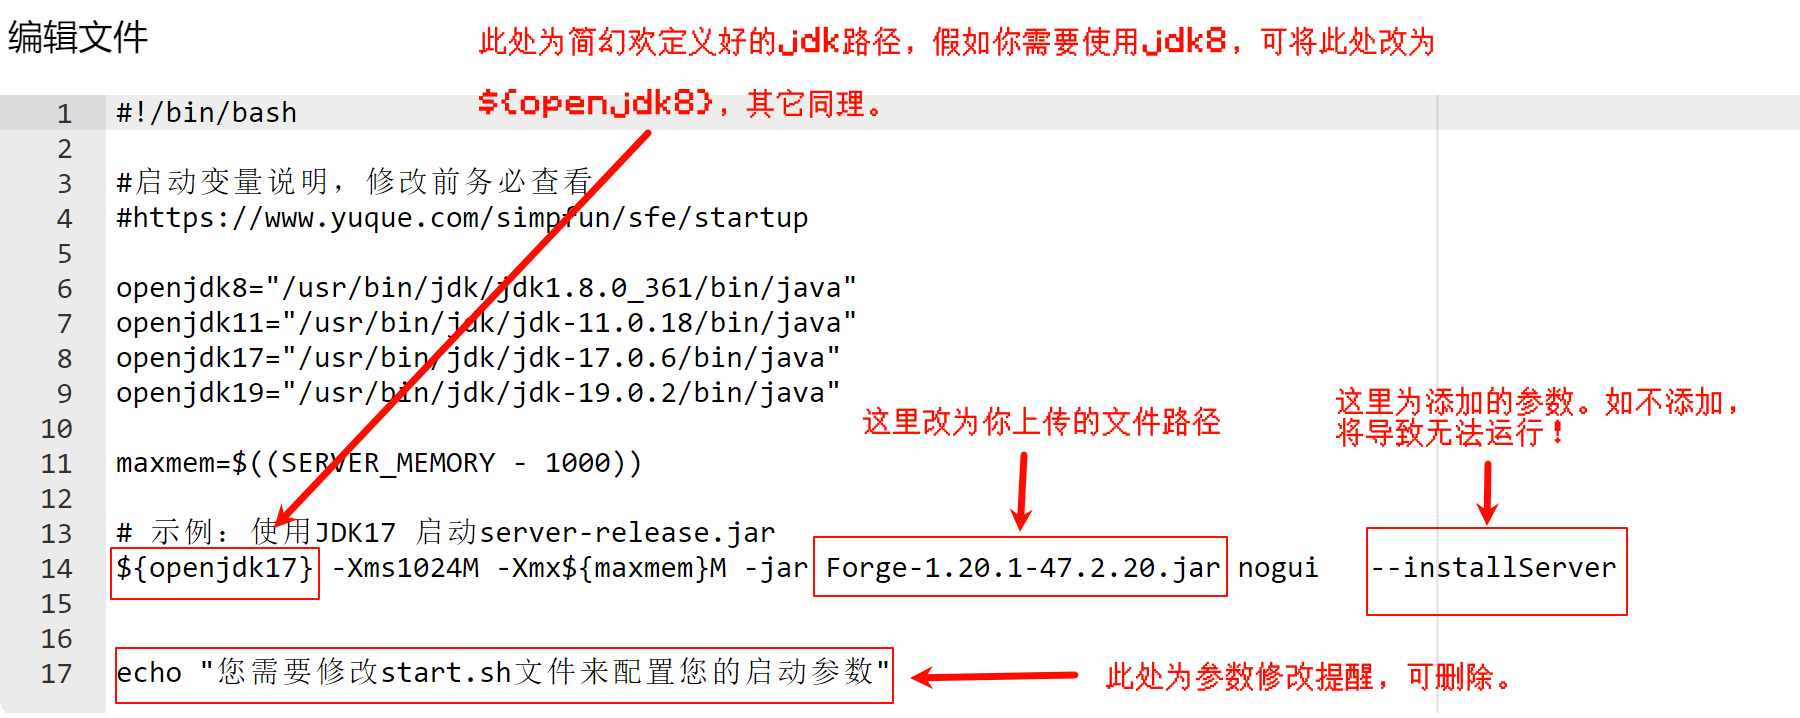 编辑文件
此处为简幻欢定义好的jdk路径，假如你需要使用jdk8，可将此处改为
${openjdk8}，其它同理。
1 #!/bin/bash
2
3 #启动变量说明，修改前务必查看
4 #https://www.yuque.com/simpfun/sfe/startup
5
6 openjdk8="/usr/bin/jdk/jdk1.8.0_361/bin/java"
7 openjdk11="/usr/bin/jdk/jdk-11.0.18/bin/java"
8 openjdk17="/usr/bin/jdk/jdk-17.0.6/bin/java"
9 openjdk19="/usr/bin/jdk/jdk-19.0.2/bin/java"
这里为添加的参数。如不添加，
将导致无法运行！
这里改为你上传的文件路径
10
11 maxmem=$((SERVER_MEMORY - 1000))
12
13 # 示例：使用JDK17 启动server-release.jar
14 ${openjdk17} -Xms1024M -Xmx${maxmem}M -jar Forge-1.20.1-47.2.20.jar nogui --installServer
15
16
17 echo "您需要修改start.sh文件来配置您的启动参数"
此处为参数修改提醒，可删除。